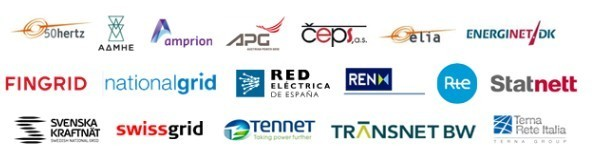 50hertz
ΑΔΜΗΕ
Amprion
APG
čeps, a.s.
elia
ENERGINET/DK
FINGRID
nationalgrid
RED
ELÉCTRICA
DE ESPAÑA
REN
Rte
Statnett
SVENSKA
KRAFTNÄT
SWEDISH NATIONAL GRID
swissgrid
TENNET
Taking power further
TRANSNET BW
Terna
Rete Italia
TERNA GROUP